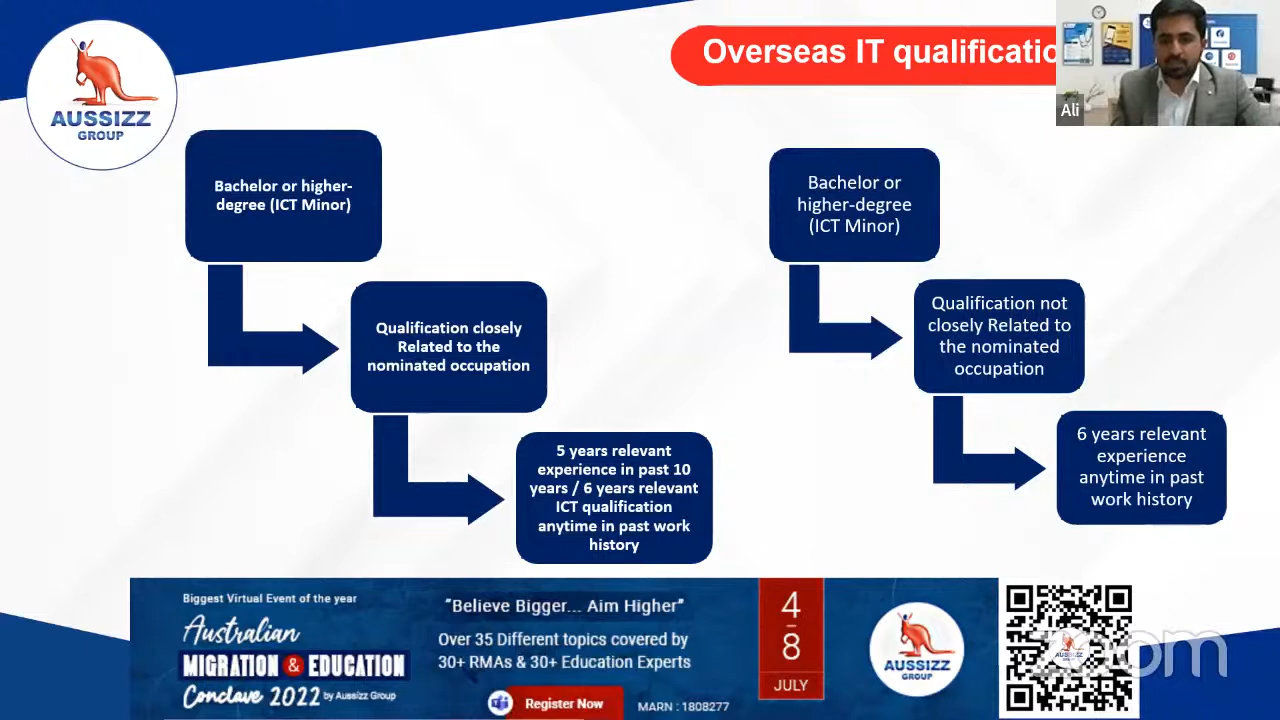 Overseas IT qualificatio
Ali
AUSSIZZ
GROUP
Bachelor or higher-
degree (ICT Minor)
Qualification closely
Related to the
nominated occupation
5 years relevant
experience in past 10
years / 6 years relevant
ICT qualification
anytime in past work
history
Bachelor or
higher-degree
(ICT Minor)
Qualification not
closely Related to
the nominated
occupation
6 years relevant
experience
anytime in past
work history
Biggest Virtual Event of the year
Australian
MIGRATION & EDUCATION
Conclave 2022 by Aussizz Group
"Believe Bigger... Aim Higher"
Over 35 Different topics covered by
30+ RMAs & 30+ Education Experts
Register Now
MARN : 1808277
4
–
8
JULY
AUSSIZZ
GROUP
zoom